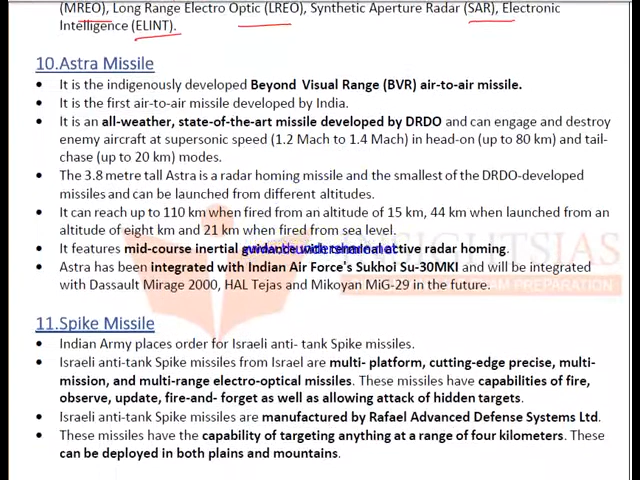 (MREO), Long Range Electro Optic (LREO), Synthetic Aperture Radar (SAR), Electronic
Intelligence (ELINT).
10.Astra Missile
• It is the indigenously developed Beyond Visual Range (BVR) air-to-air missile.
• It is the first air-to-air missile developed by India.
• It is an all-weather, state-of-the-art missile developed by DRDO and can engage and destroy
enemy aircraft at supersonic speed (1.2 Mach to 1.4 Mach) in head-on (up to 80 km) and tail-
chase (up to 20 km) modes.
• The 3.8 metre tall Astra is a radar homing missile and the smallest of the DRDO-developed
missiles and can be launched from different altitudes.
• It can reach up to 110 km when fired from an altitude of 15 km, 44 km when launched from an
altitude of eight km and 21 km when fired from sea level.
• It features mid-course inertial guidance with terminal active radar homing.
• Astra has been integrated with Indian Air Force's Sukhoi Su-30MKI and will be integrated
with Dassault Mirage 2000, HAL Tejas and Mikoyan MiG-29 in the future.
INSIGHTSIAS
EXAM PREPARATION
11.Spike Missile
• Indian Army places order for Israeli anti- tank Spike missiles.
• Israeli anti-tank Spike missiles from Israel are multi- platform, cutting-edge precise, multi-
mission, and multi-range electro-optical missiles. These missiles have capabilities of fire,
observe, update, fire-and- forget as well as allowing attack of hidden targets.
• Israeli anti-tank Spike missiles are manufactured by Rafael Advanced Defense Systems Ltd.
• These missiles have the capability of targeting anything at a range of four kilometers. These
can be deployed in both plains and mountains.